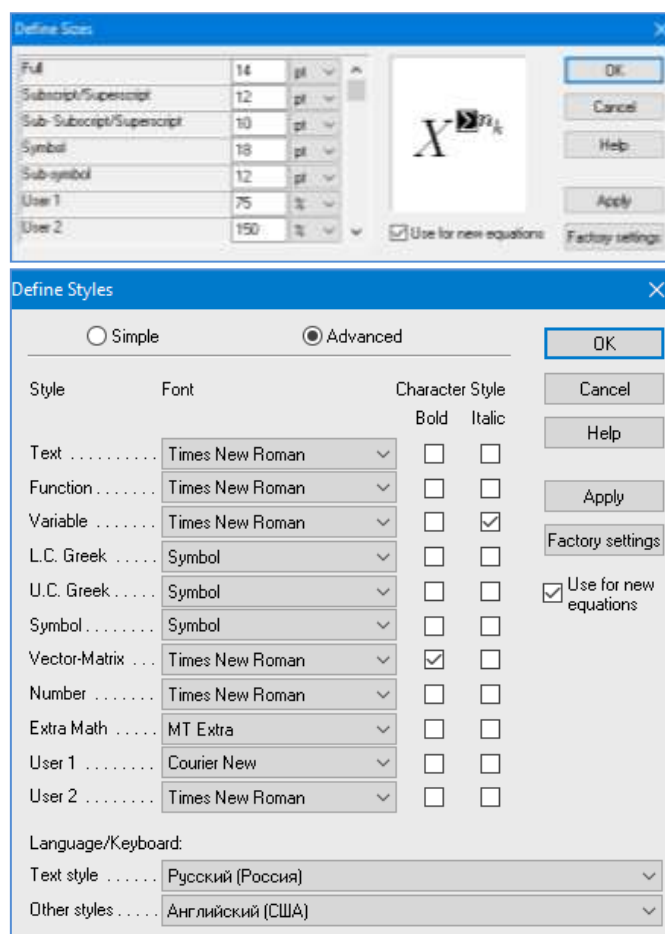 Define Sizes
Full 14 pt
Subscript/Superscript 12 pt
Sub-Subscript/Superscript 10 pt
Symbol 18 pt
Sub-symbol 12 pt
User 1 75 %
User 2 150 %
X Σ n k
Use for new equations
OK
Cancel
Help
Apply
Factory settings
Define Styles
Simple Advanced
OK
Cancel
Help
Apply
Factory settings
Use for new
equations
Style Font Character Style
Bold Italic
Text .......... Times New Roman
Function ....... Times New Roman
Variable ........ Times New Roman
L.C. Greek ..... Symbol
U.C. Greek ..... Symbol
Symbol ........ Symbol
Vector-Matrix ... Times New Roman
Number ........ Times New Roman
Extra Math ..... MT Extra
User 1 ........ Courier New
User 2 ........ Times New Roman
Language/Keyboard:
Text style ...... Русский (Россия)
Other styles ..... Английский (США)